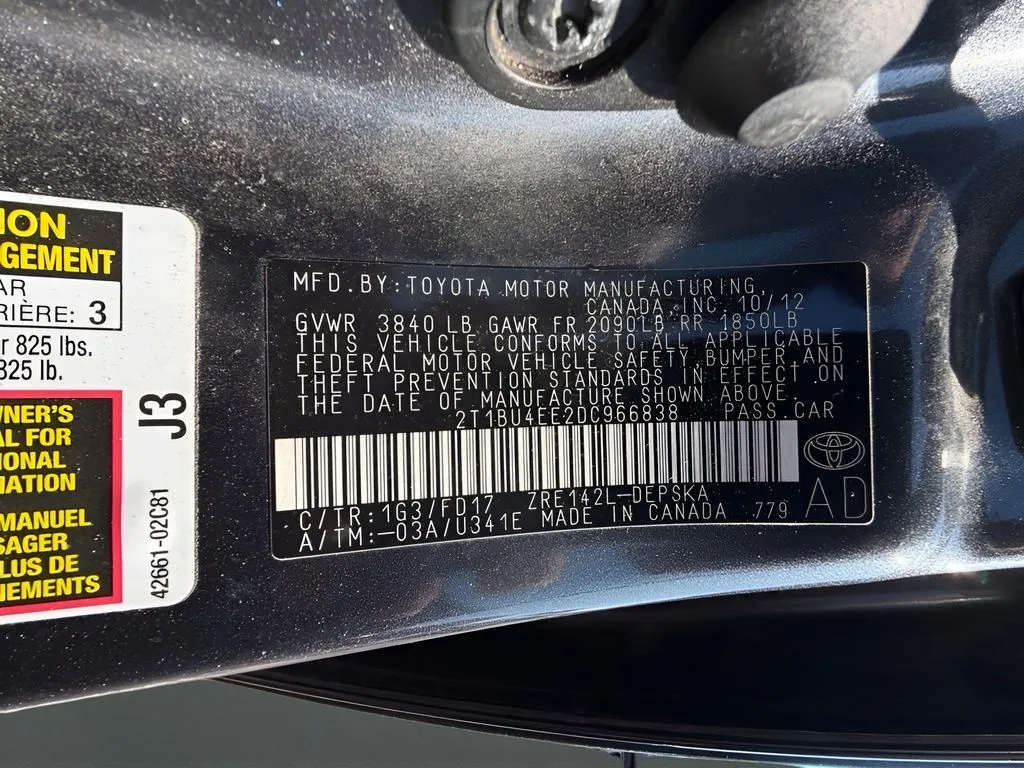 ION
GEMENT
AR
RIÈRE: 3
r 825 lbs.
825 lb.
WNER'S
AL FOR
IONAL
MATION
MANUEL
SAGER
LUS DE
NEMENTS
J3
42661-02C81
MFD.BY:TOYOTA MOTOR MANUFACTURING,
CANADA,INC. 10/12
GVWR 3840 LB GAWR FR 2090LB RR 1850LB
THIS VEHICLE CONFORMS TO ALL APPLICABLE
FEDERAL MOTOR VEHICLE SAFETY BUMPER AND
THEFT PREVENTION STANDARDS IN EFFECT ON
THE DATE OF MANUFACTURE SHOWN ABOVE.
2T1BU4EE2DC966838 PASS.CAR
C/TR:1G3/FD17 ZRE142L-DEPSKA
A/TM:-03A/U341E MADE IN CANADA 779
AD